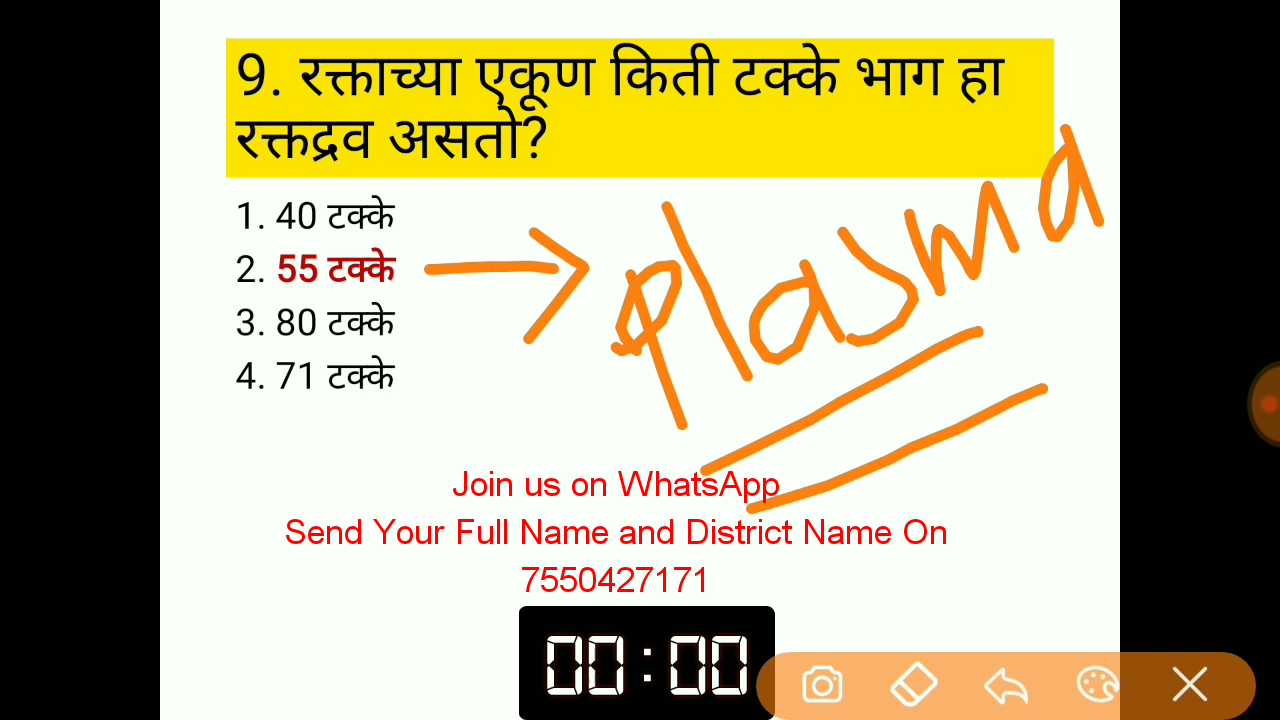 9. रक्ताच्या एकूण किती टक्के भाग हा
रक्तद्रव असतो?
1. 40 टक्के
2. 55 टक्के
3. 80 टक्के
4. 71 टक्के
plasma
Join us on WhatsApp
Send Your Full Name and District Name On
7550427171
00:00